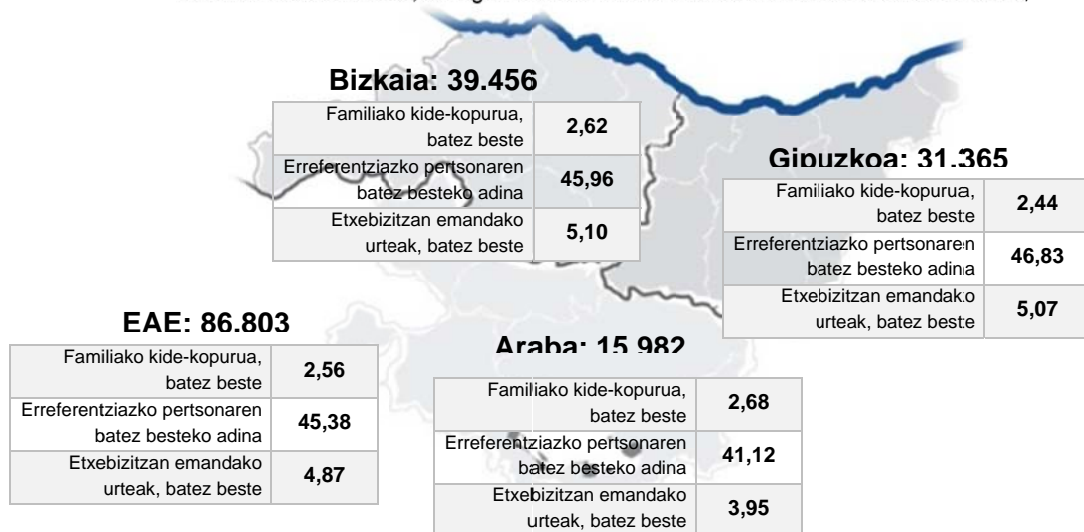 Bizkaia: 39.456
Familiako kide-kopurua,
batez beste 2,62
Erreferentziazko pertsonaren
batez besteko adina 45,96
Etxebizitzan emandako
urteak, batez beste 5,10
Gipuzkoa: 31.365
Familiako kide-kopurua,
batez beste 2,44
Erreferentziazko pertsonaren
batez besteko adina 46,83
Etxebizitzan emandako
urteak, batez beste 5,07
EAE: 86.803
Familiako kide-kopurua,
batez beste 2,56
Erreferentziazko pertsonaren
batez besteko adina 45,38
Etxebizitzan emandako
urteak, batez beste 4,87
Araba: 15.982
Familiako kide-kopurua,
batez beste 2,68
Erreferentziazko pertsonaren
batez besteko adina 41,12
Etxebizitzan emandako
urteak, batez beste 3,95